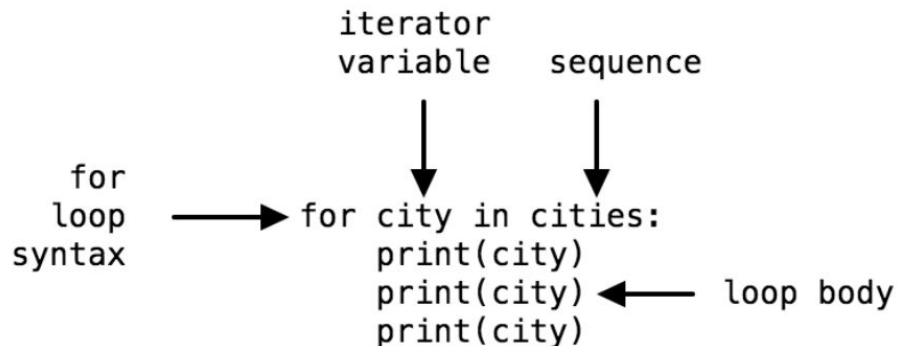 iterator
variable
sequence
for
loop
syntax
for city in cities:
print(city)
print(city)
print(city)
loop body